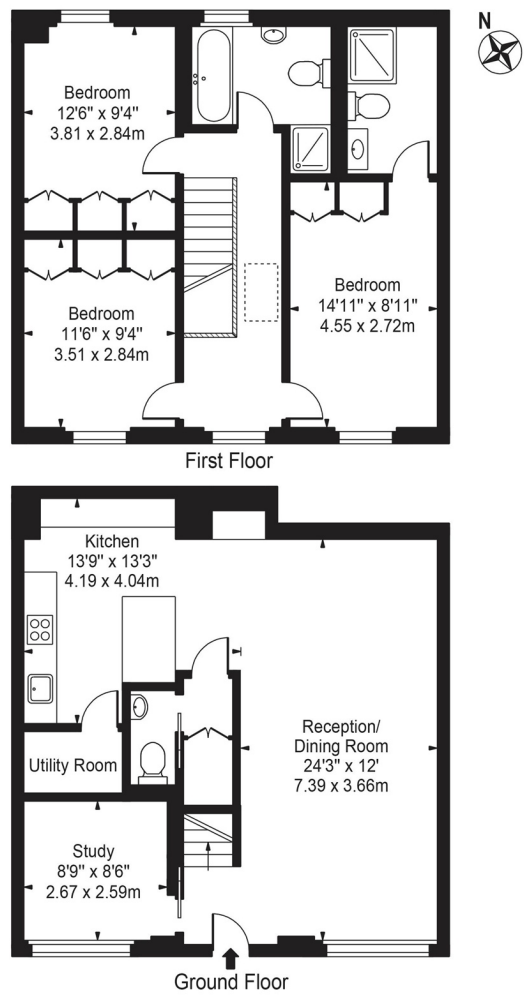 N
Bedroom
12'6" x 9'4"
3.81 x 2.84m
Bedroom
14'11" x 8'11"
4.55 x 2.72m
Bedroom
11'6" x 9'4"
3.51 x 2.84m
First Floor
Kitchen
13'9" x 13'3"
4.19 x 4.04m
Reception/
Dining Room
24'3" x 12'
7.39 x 3.66m
Utility Room
Study
8'9" x 8'6"
2.67 x 2.59m
Ground Floor